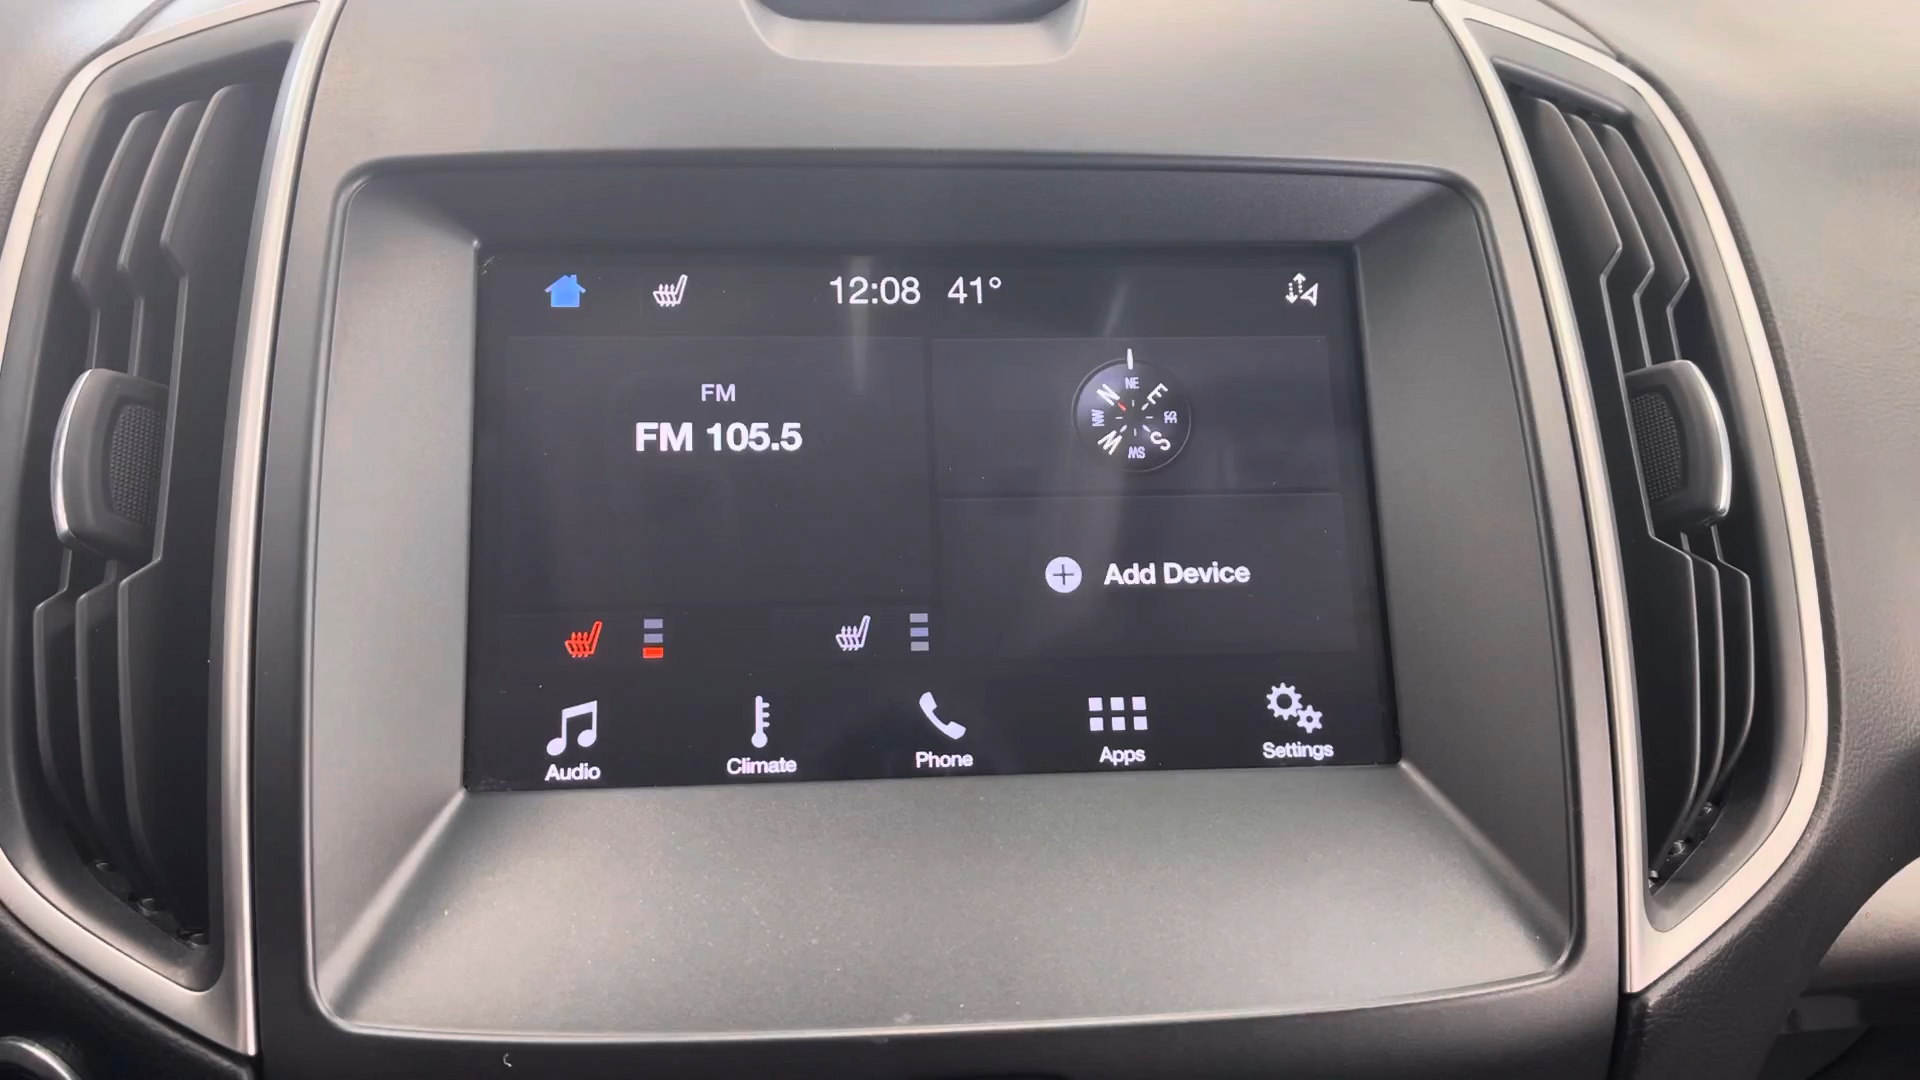 12:08 41°
FM
FM 105.5
NE
N E
NW SE
W S
SW
Add Device
Audio Climate Phone Apps Settings